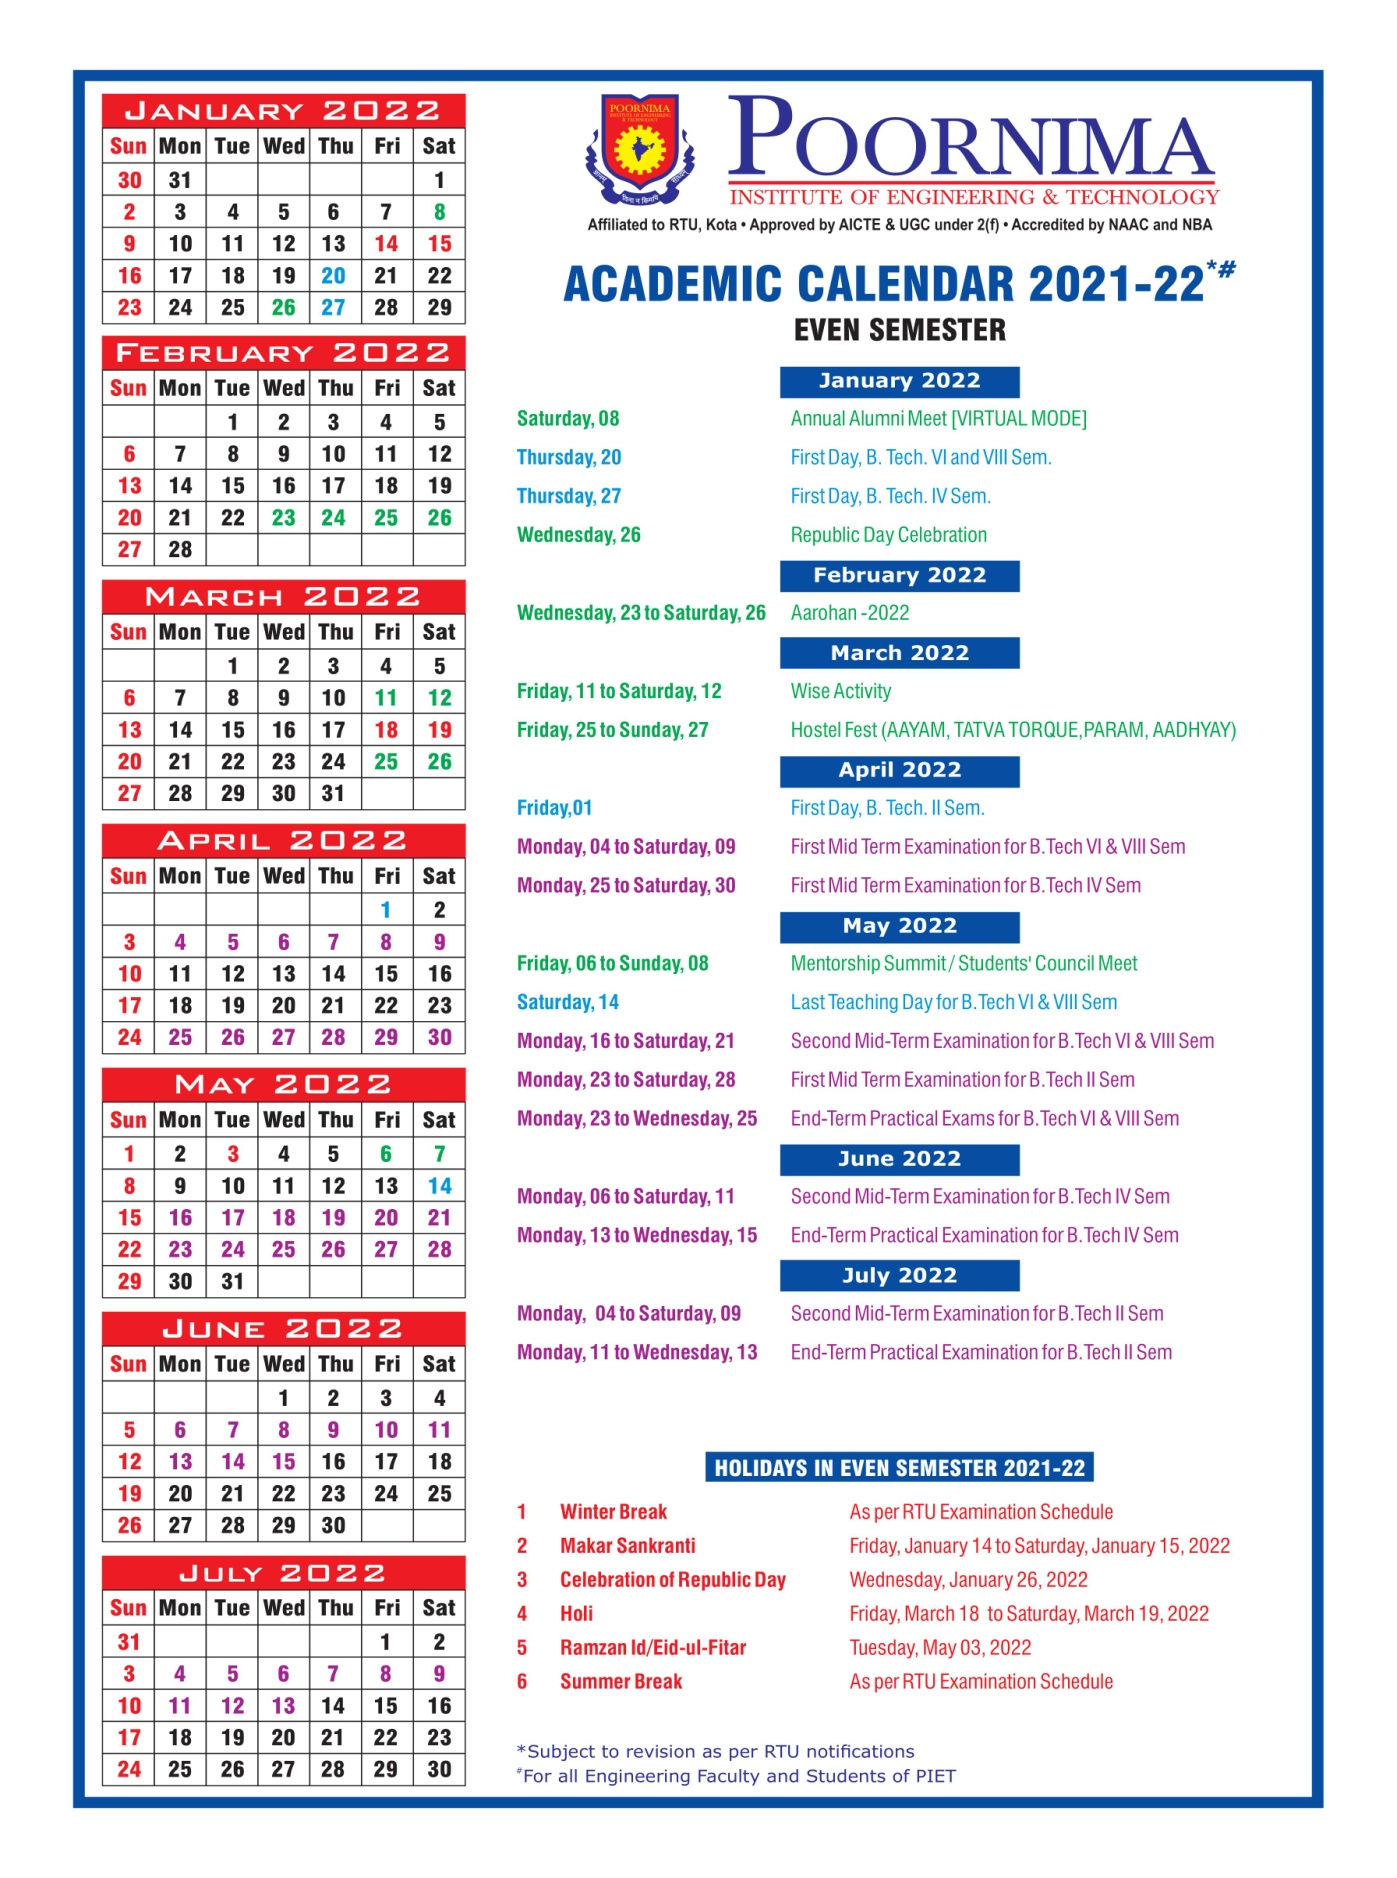 JANUARY 2022
Sun Mon Tue Wed Thu Fri Sat
30 31 1
2 3 4 5 6 7 8
9 10 11 12 13 14 15
16 17 18 19 20 21 22
23 24 25 26 27 28 29
FEBRUARY 2022
Sun Mon Tue Wed Thu Fri Sat
1 2 3 4 5
6 7 8 9 10 11 12
13 14 15 16 17 18 19
20 21 22 23 24 25 26
27 28
MARCH 2022
Sun Mon Tue Wed Thu Fri Sat
1 2 3 4 5
6 7 8 9 10 11 12
13 14 15 16 17 18 19
20 21 22 23 24 25 26
27 28 29 30 31
APRIL 2022
Sun Mon Tue Wed Thu Fri Sat
1 2
3 4 5 6 7 8 9
10 11 12 13 14 15 16
17 18 19 20 21 22 23
24 25 26 27 28 29 30
MAY 2022
Sun Mon Tue Wed Thu Fri Sat
1 2 3 4 5 6 7
8 9 10 11 12 13 14
15 16 17 18 19 20 21
22 23 24 25 26 27 28
29 30 31
JUNE 2022
Sun Mon Tue Wed Thu Fri Sat
1 2 3 4
5 6 7 8 9 10 11
12 13 14 15 16 17 18
19 20 21 22 23 24 25
26 27 28 29 30
JULY 2022
Sun Mon Tue Wed Thu Fri Sat
31 1 2
3 4 5 6 7 8 9
10 11 12 13 14 15 16
17 18 19 20 21 22 23
24 25 26 27 28 29 30
POORNIMA
INSTITUTE OF ENGINEERING
& TECHNOLOGY
POORNIMA
INSTITUTE OF ENGINEERING & TECHNOLOGY
Affiliated to RTU, Kota • Approved by AICTE & UGC under 2(f) • Accredited by NAAC and NBA
ACADEMIC CALENDAR 2021-22*#
EVEN SEMESTER
January 2022
Saturday, 08 Annual Alumni Meet [VIRTUAL MODE]
Thursday, 20 First Day, B. Tech. VI and VIII Sem.
Thursday, 27 First Day, B. Tech. IV Sem.
Wednesday, 26 Republic Day Celebration
February 2022
Wednesday, 23 to Saturday, 26 Aarohan -2022
March 2022
Friday, 11 to Saturday, 12 Wise Activity
Friday, 25 to Sunday, 27 Hostel Fest (AAYAM, TATVA TORQUE,PARAM, AADHYAY)
April 2022
Friday,01 First Day, B. Tech. II Sem.
Monday, 04 to Saturday, 09 First Mid Term Examination for B.Tech VI & VIII Sem
Monday, 25 to Saturday, 30 First Mid Term Examination for B.Tech IV Sem
May 2022
Friday, 06 to Sunday, 08 Mentorship Summit / Students' Council Meet
Saturday, 14 Last Teaching Day for B.Tech VI & VIII Sem
Monday, 16 to Saturday, 21 Second Mid-Term Examination for B.Tech VI & VIII Sem
Monday, 23 to Saturday, 28 First Mid Term Examination for B.Tech II Sem
Monday, 23 to Wednesday, 25 End-Term Practical Exams for B.Tech VI & VIII Sem
June 2022
Monday, 06 to Saturday, 11 Second Mid-Term Examination for B.Tech IV Sem
Monday, 13 to Wednesday, 15 End-Term Practical Examination for B.Tech IV Sem
July 2022
Monday, 04 to Saturday, 09 Second Mid-Term Examination for B.Tech II Sem
Monday, 11 to Wednesday, 13 End-Term Practical Examination for B.Tech II Sem
HOLIDAYS IN EVEN SEMESTER 2021-22
1 Winter Break As per RTU Examination Schedule
2 Makar Sankranti Friday, January 14 to Saturday, January 15, 2022
3 Celebration of Republic Day Wednesday, January 26, 2022
4 Holi Friday, March 18 to Saturday, March 19, 2022
5 Ramzan Id/Eid-ul-Fitar Tuesday, May 03, 2022
6 Summer Break As per RTU Examination Schedule
*Subject to revision as per RTU notifications
#For all Engineering Faculty and Students of PIET